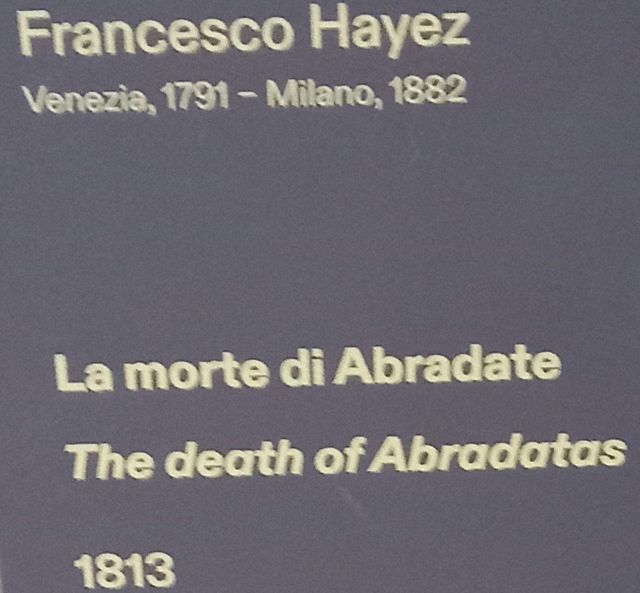 Francesco Hayez
Venezia, 1791 – Milano, 1882
La morte di Abradate
The death of Abradatas
1813